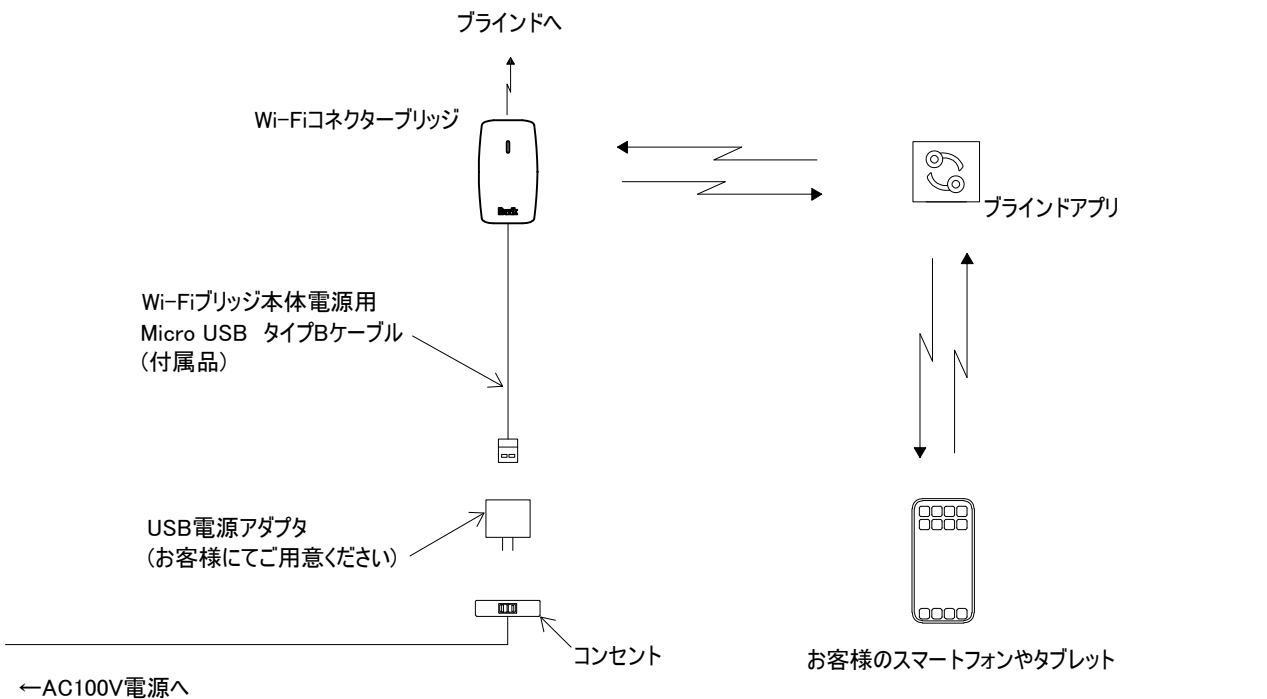 ブラインドへ
Wi-Fiコネクターブリッジ
ブラインドアプリ
Wi-Fiブリッジ本体電源用
Micro USB　タイプBケーブル
(付属品)
USB電源アダプタ
(お客様にてご用意ください)
コンセント
お客様のスマートフォンやタブレット
←AC100V電源へ